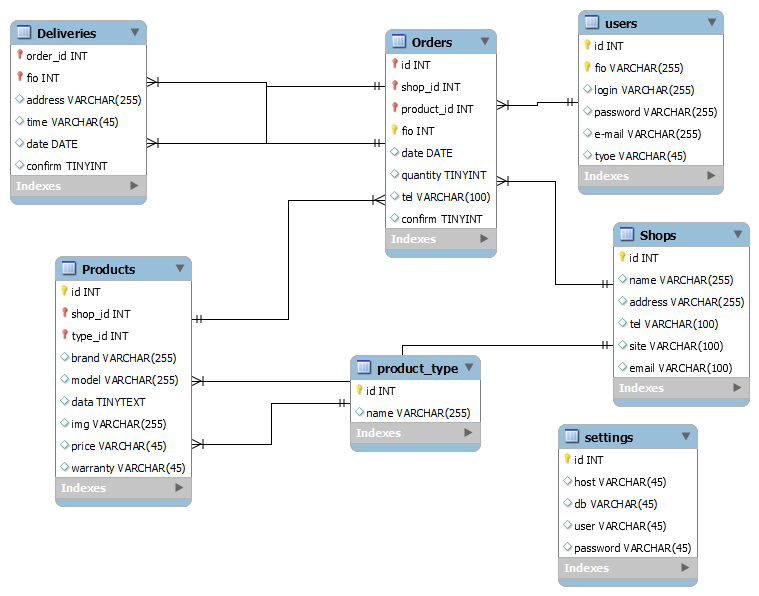 Deliveries
order_id INT
fio INT
address VARCHAR(255)
time VARCHAR(45)
date DATE
confirm TINYINT
Indexes
Orders
id INT
shop_id INT
product_id INT
fio INT
date DATE
quantity TINYINT
tel VARCHAR(100)
confirm TINYINT
Indexes
users
id INT
fio VARCHAR(255)
login VARCHAR(255)
password VARCHAR(255)
e-mail VARCHAR(255)
tyoe VARCHAR(45)
Indexes
Products
id INT
shop_id INT
type_id INT
brand VARCHAR(255)
model VARCHAR(255)
data TINYTEXT
img VARCHAR(255)
price VARCHAR(45)
warranty VARCHAR(45)
Indexes
product_type
id INT
name VARCHAR(255)
Indexes
Shops
id INT
name VARCHAR(255)
address VARCHAR(255)
tel VARCHAR(100)
site VARCHAR(100)
email VARCHAR(100)
Indexes
settings
id INT
host VARCHAR(45)
db VARCHAR(45)
user VARCHAR(45)
password VARCHAR(45)
Indexes